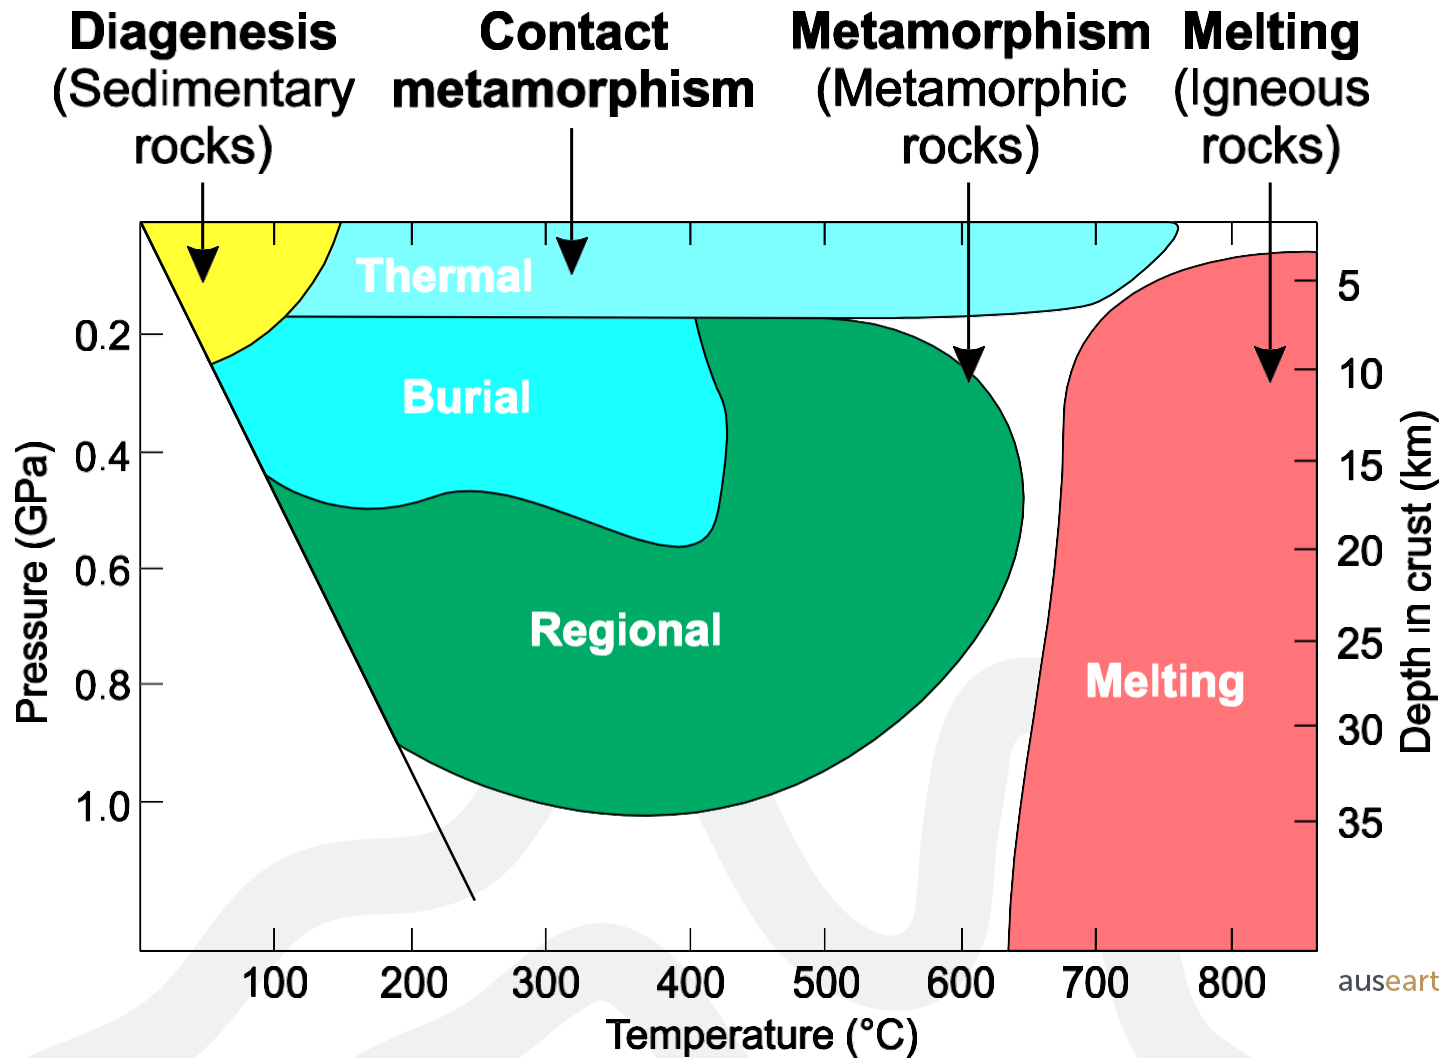 Diagenesis
(Sedimentary
rocks)
Contact
metamorphism
Metamorphism
(Metamorphic
rocks)
Melting
(Igneous
rocks)
Thermal
Burial
Regional
Melting
Pressure (GPa)
0.2
0.4
0.6
0.8
1.0
5
10
15
20
25
30
35
Depth in crust (km)
100 200 300 400 500 600 700 800
Temperature (°C)
auseart